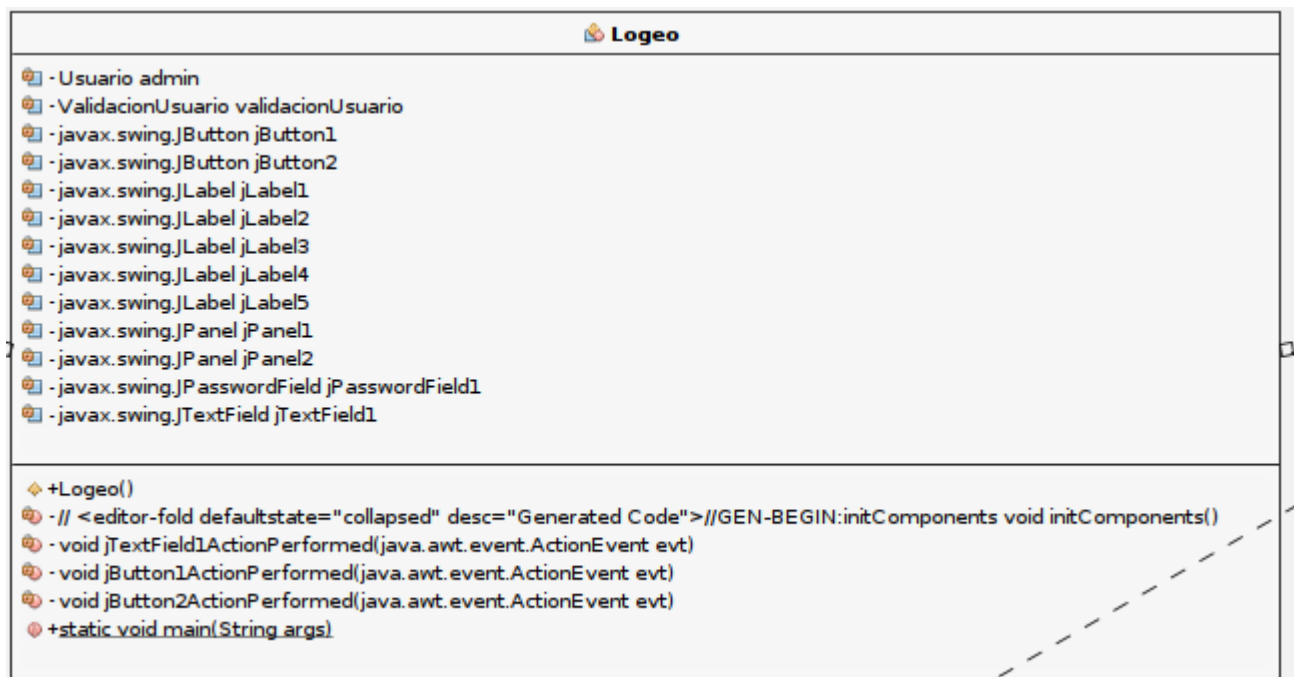 Logeo
- Usuario admin
- ValidacionUsuario validacionUsuario
- javax.swing.JButton jButton1
- javax.swing.JButton jButton2
- javax.swing.JLabel jLabel1
- javax.swing.JLabel jLabel2
- javax.swing.JLabel jLabel3
- javax.swing.JLabel jLabel4
- javax.swing.JLabel jLabel5
- javax.swing.JPanel jPanel1
- javax.swing.JPanel jPanel2
- javax.swing.JPasswordField jPasswordField1
- javax.swing.JTextField jTextField1
+Logeo()
-// <editor-fold defaultstate="collapsed" desc="Generated Code">//GEN-BEGIN:initComponents void initComponents()
- void jTextField1ActionPerformed(java.awt.event.ActionEvent evt)
- void jButton1ActionPerformed(java.awt.event.ActionEvent evt)
- void jButton2ActionPerformed(java.awt.event.ActionEvent evt)
+static void main(String args)